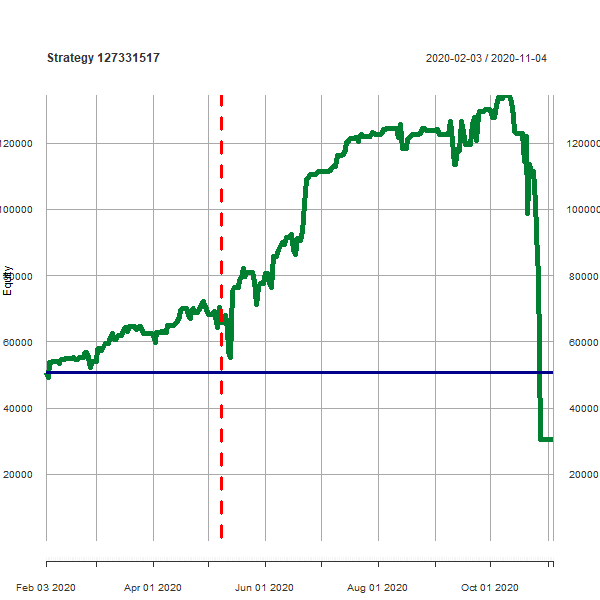 Strategy 127331517
2020-02-03 / 2020-11-04
120000
120000
100000
100000
80000
80000
Equity
60000
60000
40000
40000
20000
20000
Feb 03 2020
Apr 01 2020
Jun 01 2020
Aug 01 2020
Oct 01 2020